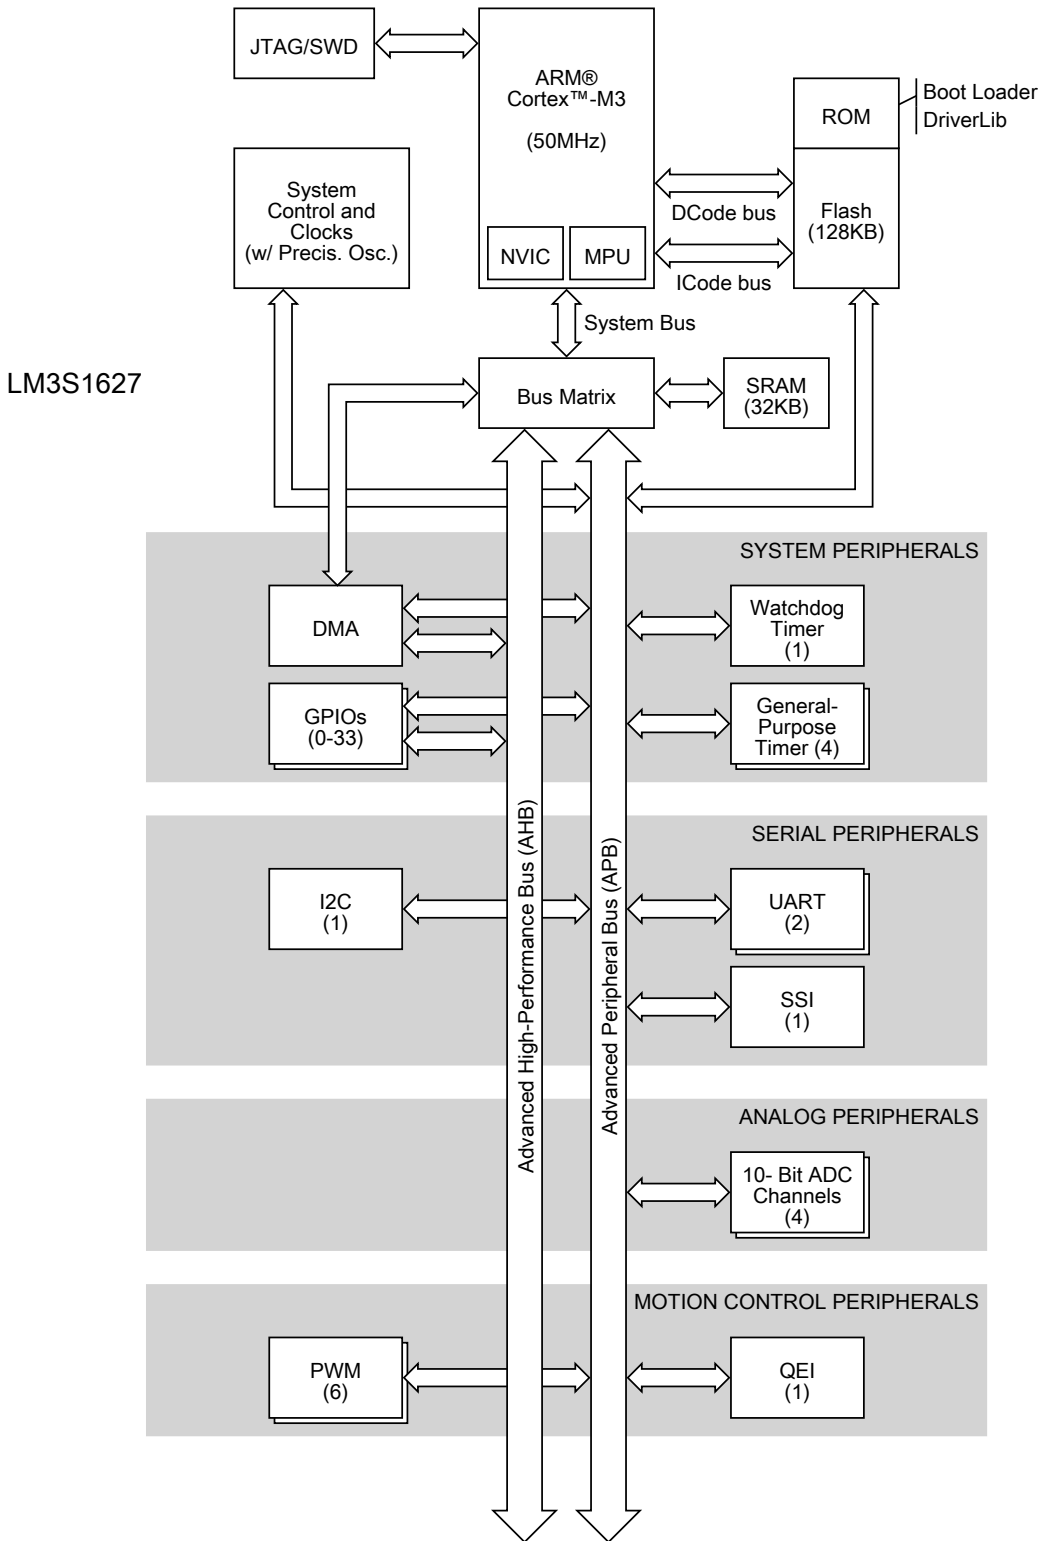 JTAG/SWD
ARM®
Cortex™-M3
(50MHz)
NVIC
MPU
ROM
Boot Loader
DriverLib
Flash
(128KB)
DCode bus
ICode bus
System
Control and
Clocks
(w/ Precis. Osc.)
System Bus
LM3S1627
Bus Matrix
SRAM
(32KB)
SYSTEM PERIPHERALS
DMA
Watchdog
Timer
(1)
GPIOs
(0-33)
General-
Purpose
Timer (4)
Advanced High-Performance Bus (AHB)
Advanced Peripheral Bus (APB)
SERIAL PERIPHERALS
I2C
(1)
UART
(2)
SSI
(1)
ANALOG PERIPHERALS
10- Bit ADC
Channels
(4)
MOTION CONTROL PERIPHERALS
PWM
(6)
QEI
(1)